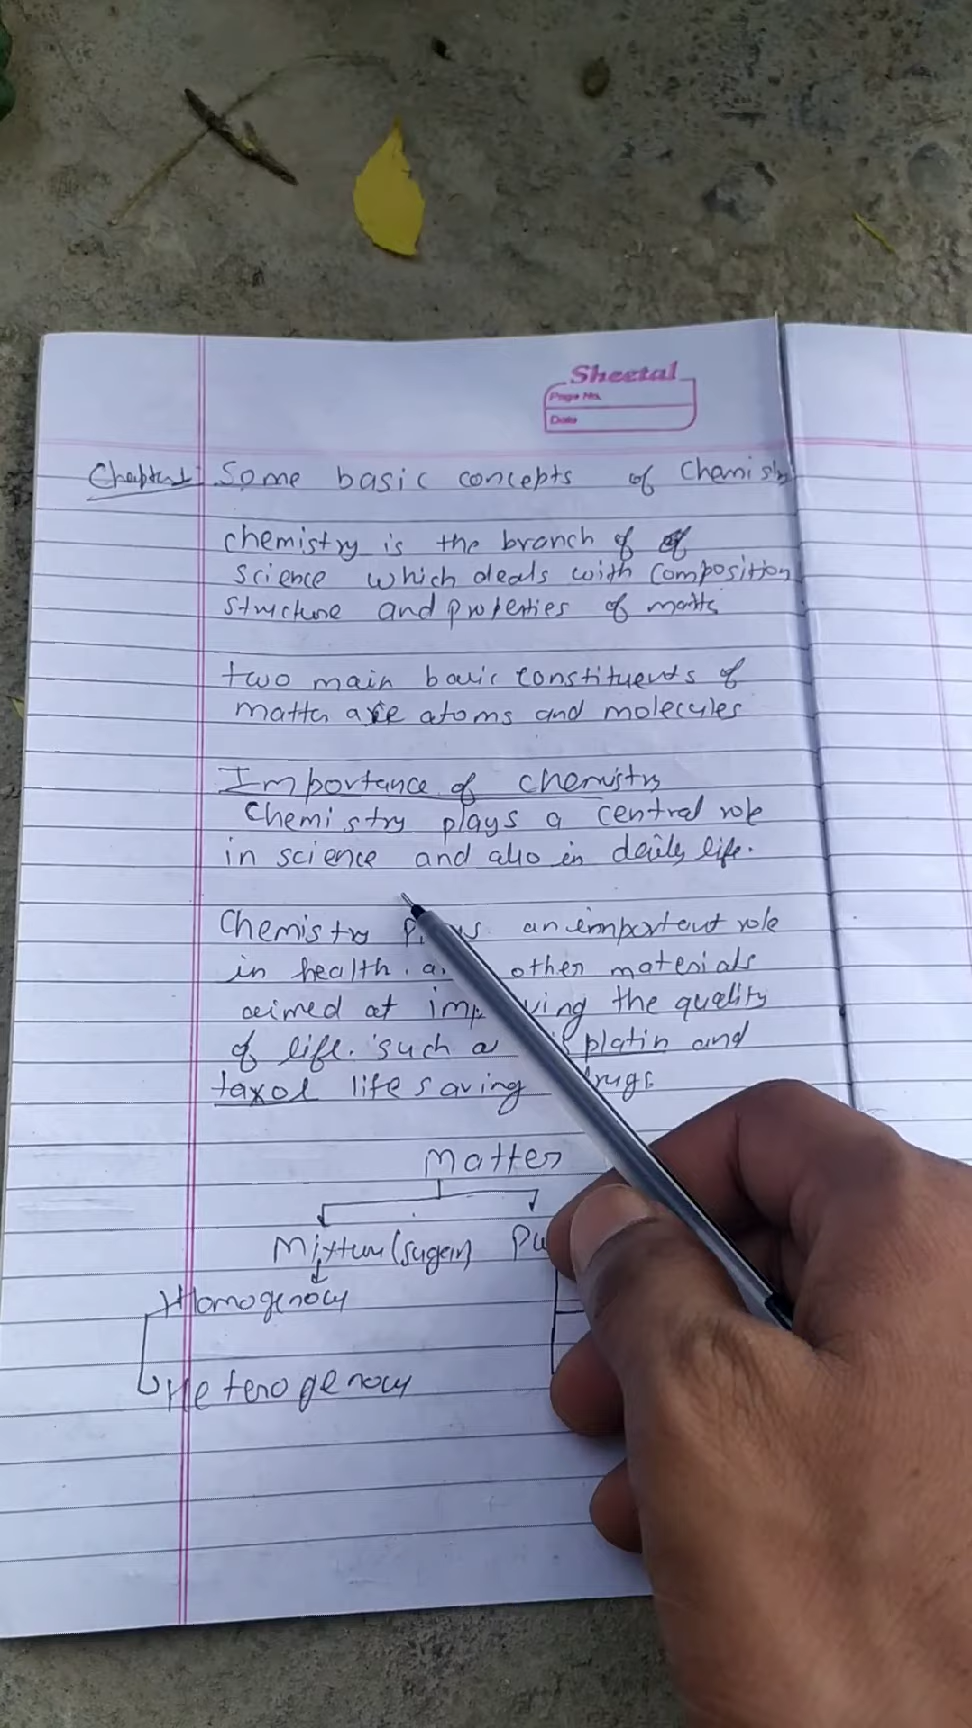 Sheetal
Page No.
Date
Chapter 1: Some basic concepts of Chemistry
chemistry is the branch of
science which deals with composition
structure and properties of matter
two main basic constituents of
matter are atoms and molecules
Importance of chemistry
Chemistry plays a central role
in science and also in daily life.
Chemistry an important role
in health. other materials
aimed at the quality
of life. such platin and
taxol life saving drugs
Matter
Mixture (sugar)
Homogenous
Heterogenous